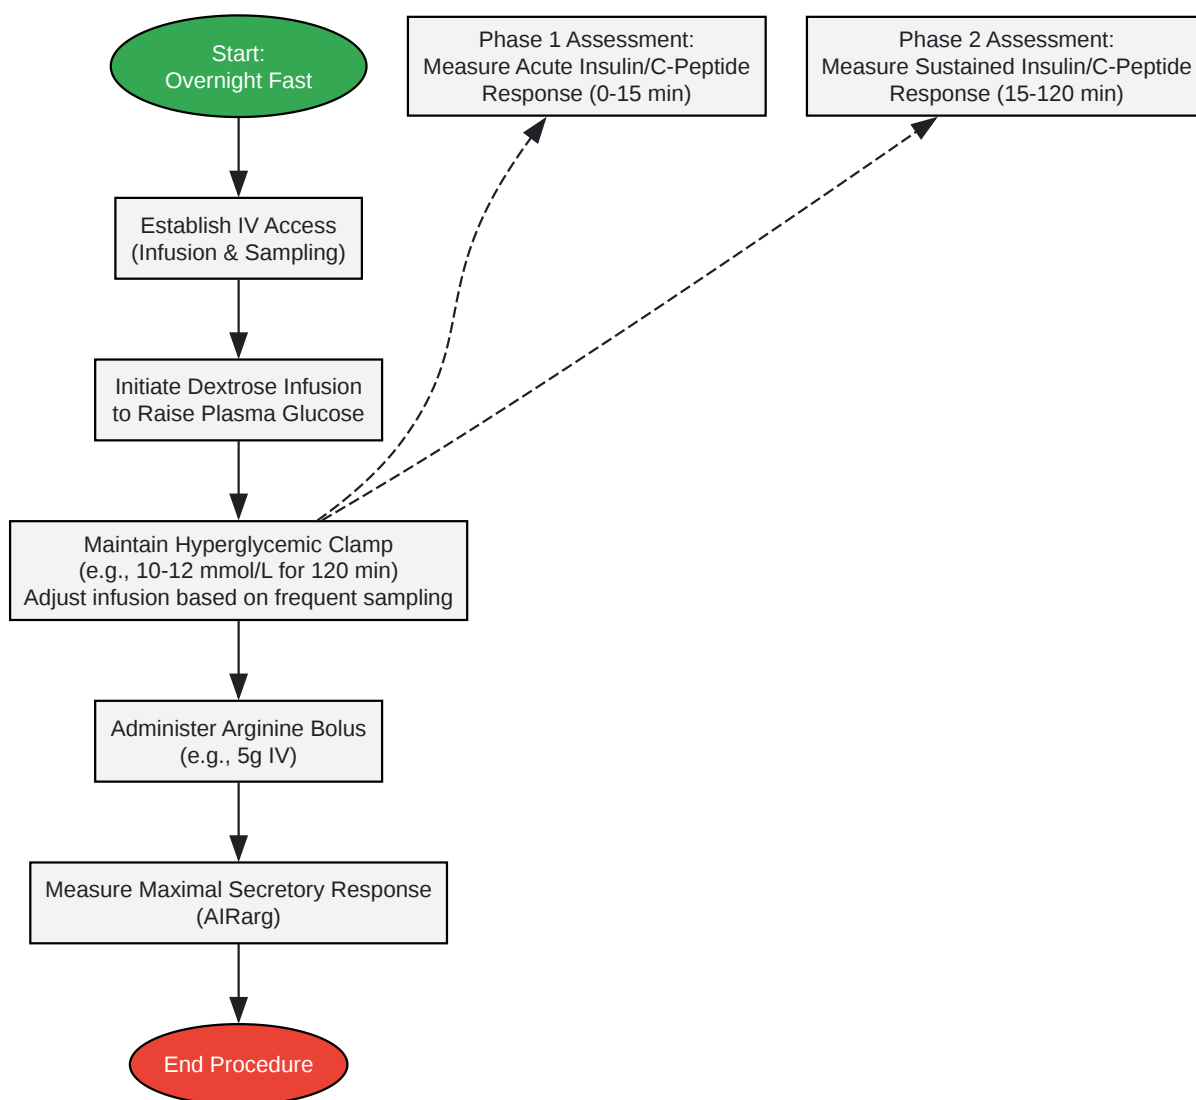 Start:
Overnight Fast
Phase 1 Assessment:
Measure Acute Insulin/C-Peptide
Response (0-15 min)
Phase 2 Assessment:
Measure Sustained Insulin/C-Peptide
Response (15-120 min)
Establish IV Access
(Infusion & Sampling)
Initiate Dextrose Infusion
to Raise Plasma Glucose
Maintain Hyperglycemic Clamp
(e.g., 10-12 mmol/L for 120 min)
Adjust infusion based on frequent sampling
Administer Arginine Bolus
(e.g., 5g IV)
Measure Maximal Secretory Response
(AIRarg)
End Procedure